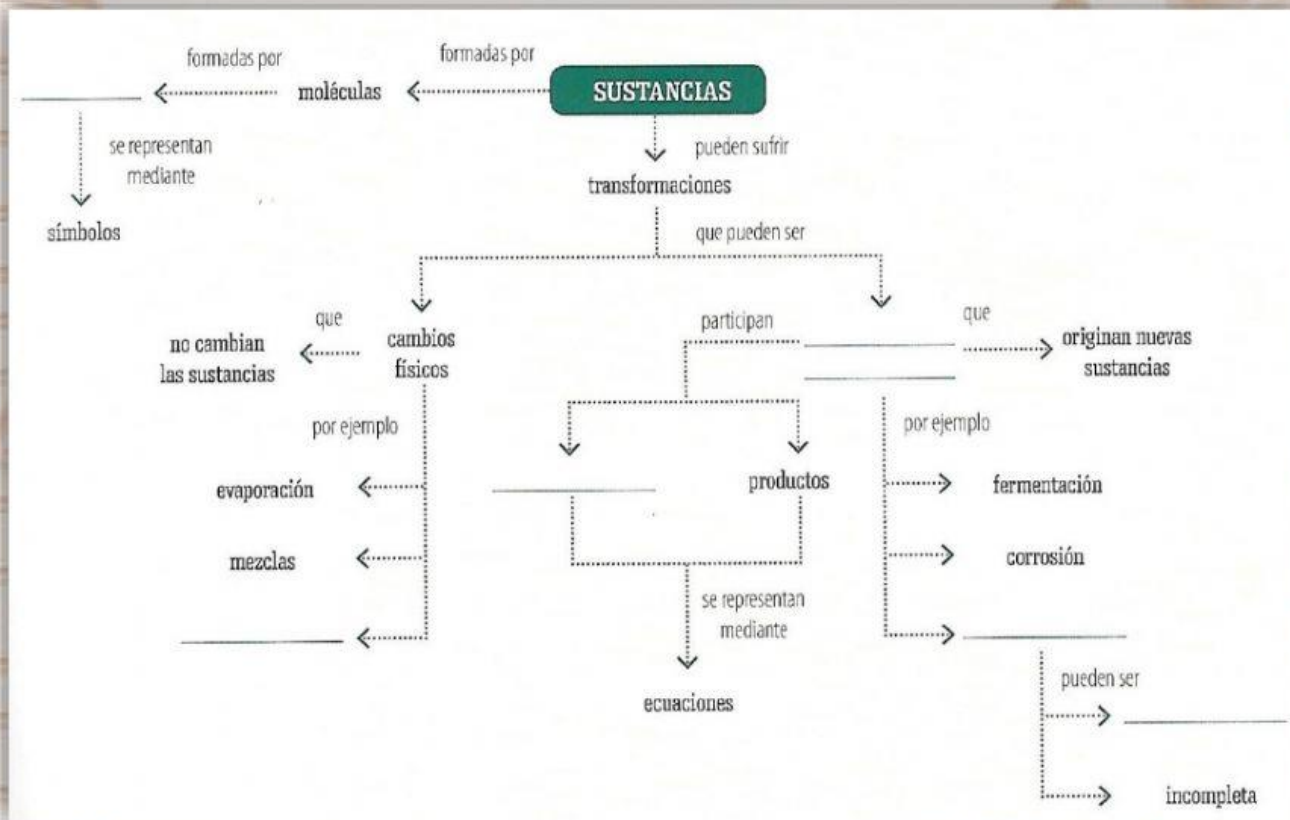 formadas por
formadas por
moléculas
SUSTANCIAS
se representan
mediante
pueden sufrir
transformaciones
símbolos
que pueden ser
que
cambios
físicos
no cambian
las sustancias
participan
que
originan nuevas
sustancias
por ejemplo
por ejemplo
evaporación
productos
fermentación
mezclas
corrosión
se representan
mediante
ecuaciones
pueden ser
incompleta